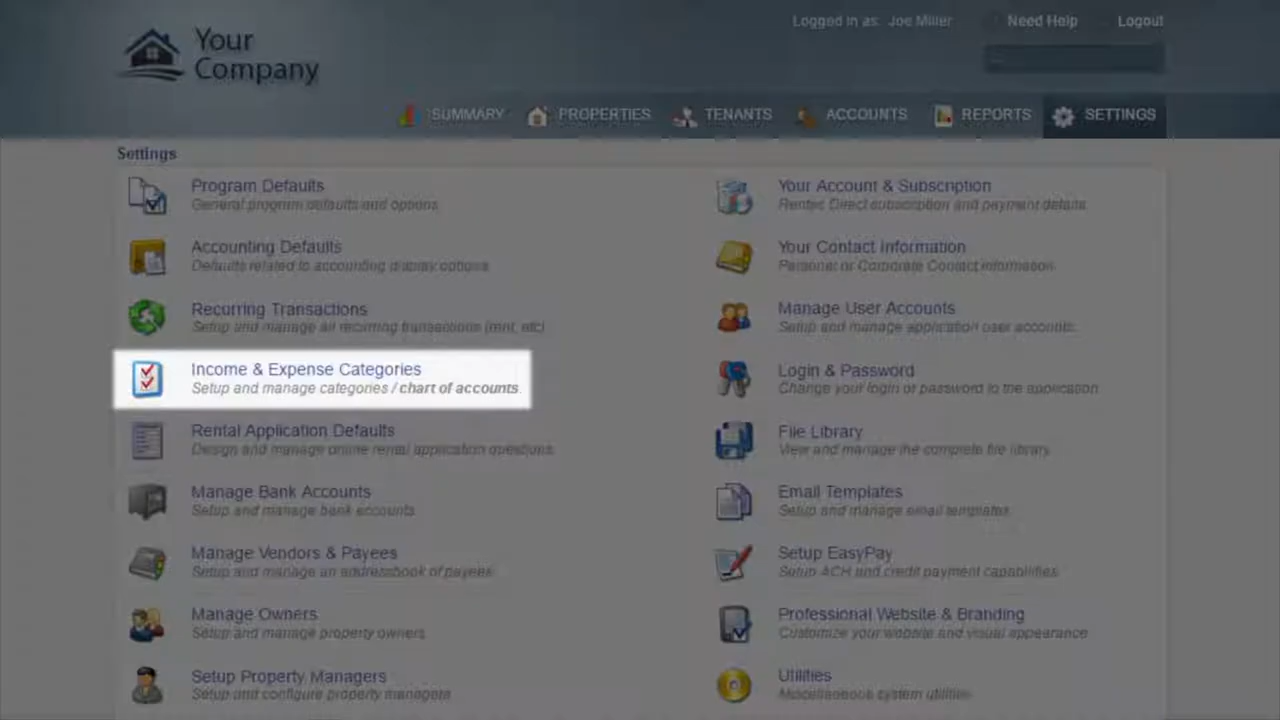 Your
Company
Logged in as: Joe Miller
Need Help
Logout
SUMMARY
PROPERTIES
TENANTS
ACCOUNTS
REPORTS
SETTINGS
Settings
Program Defaults
General program defaults and options.
Accounting Defaults
Defaults related to accounting display options.
Recurring Transactions
Setup and manage all recurring transactions (rent, etc)
Income & Expense Categories
Setup and manage categories / chart of accounts.
Rental Application Defaults
Design and manage online rental application questions.
Manage Bank Accounts
Setup and manage bank accounts.
Manage Vendors & Payees
Setup and manage an addressbook of payees.
Manage Owners
Setup and manage property owners.
Setup Property Managers
Setup and configure property managers.
Your Account & Subscription
Rentec Direct subscription and payment details.
Your Contact Information
Personal or Corporate Contact information.
Manage User Accounts
Setup and manage application user accounts.
Login & Password
Change your login or password to the application.
File Library
View and manage the complete file library.
Email Templates
Setup and manage email templates.
Setup EasyPay
Setup ACH and credit payment capabilities.
Professional Website & Branding
Customize your website and visual appearance.
Utilities
Miscellaneous system utilities.